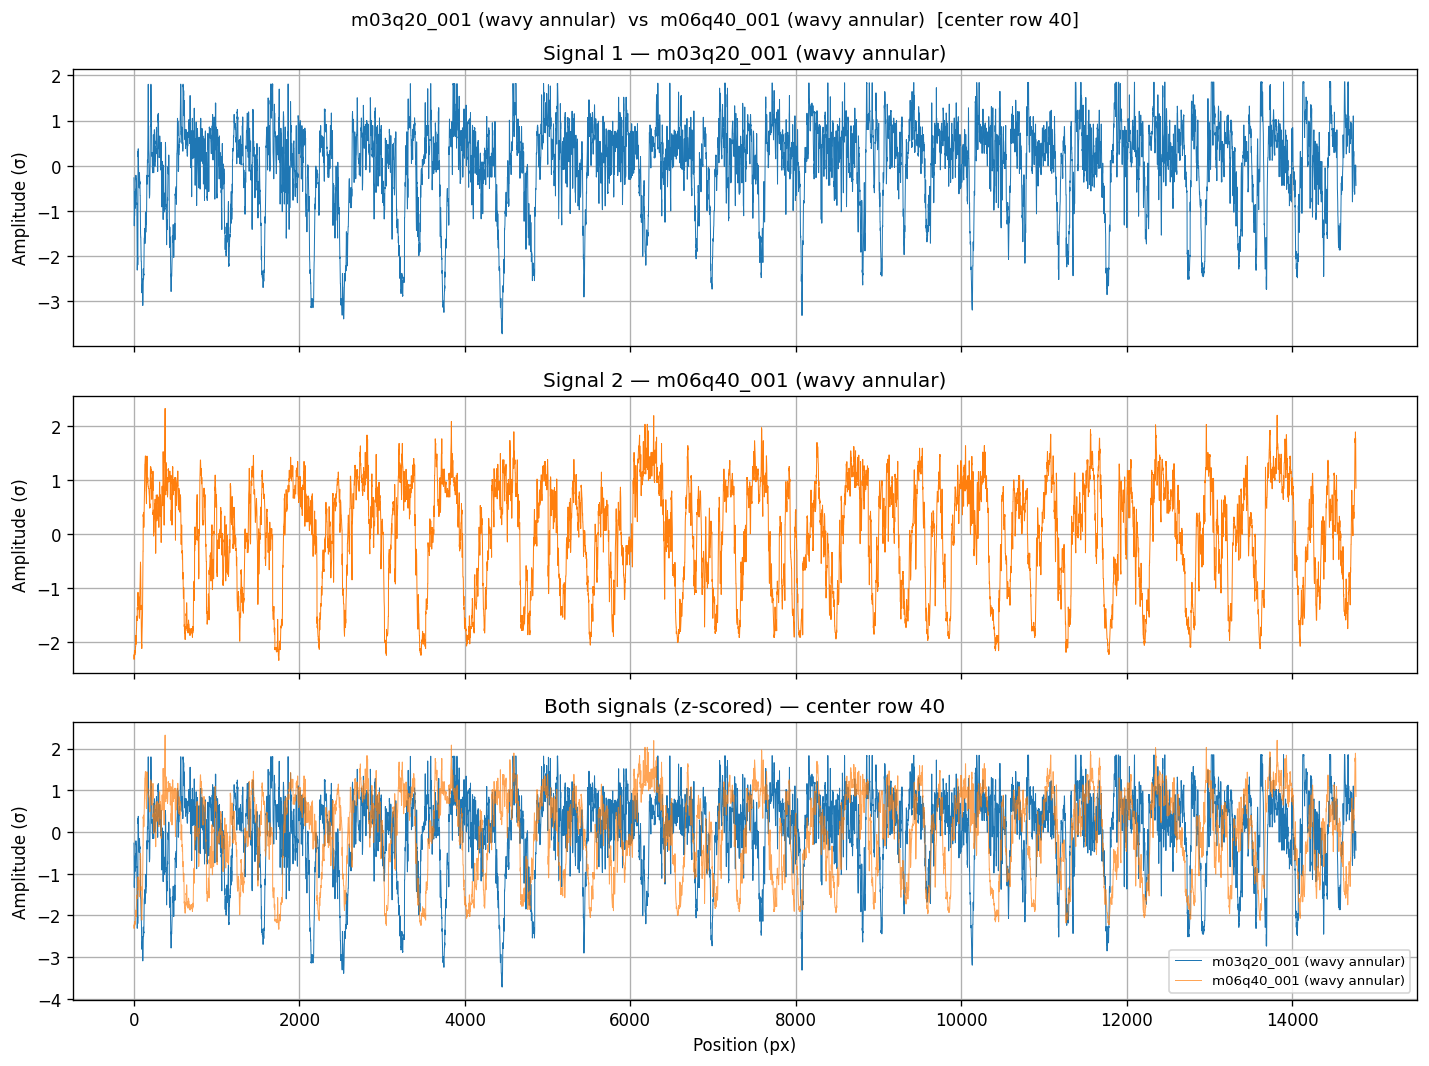 m03q20_001 (wavy annular)  vs  m06q40_001 (wavy annular)  [center row 40]
Signal 1 — m03q20_001 (wavy annular)
Amplitude (σ)
2
1
0
−1
−2
−3
Signal 2 — m06q40_001 (wavy annular)
Amplitude (σ)
2
1
0
−1
−2
Both signals (z-scored) — center row 40
Amplitude (σ)
2
1
0
−1
−2
−3
−4
m03q20_001 (wavy annular)
m06q40_001 (wavy annular)
0 2000 4000 6000 8000 10000 12000 14000
Position (px)